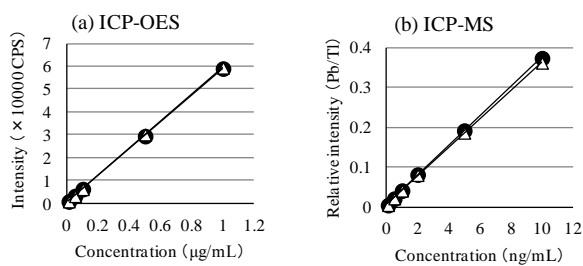 (a) ICP-OES
Intensity (×10000 CPS)
7
6
5
4
3
2
1
0
0 0.2 0.4 0.6 0.8 1 1.2
Concentration (μg/mL)
(b) ICP-MS
Relative intensity (Pb/Tl)
0.4
0.3
0.2
0.1
0
0 2 4 6 8 10 12
Concentration (ng/mL)